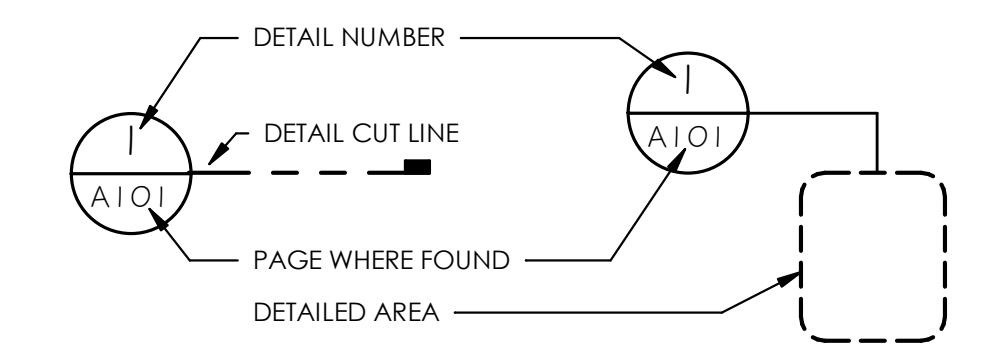 DETAIL NUMBER
1
1
DETAIL CUT LINE
A101
A101
PAGE WHERE FOUND
DETAILED AREA